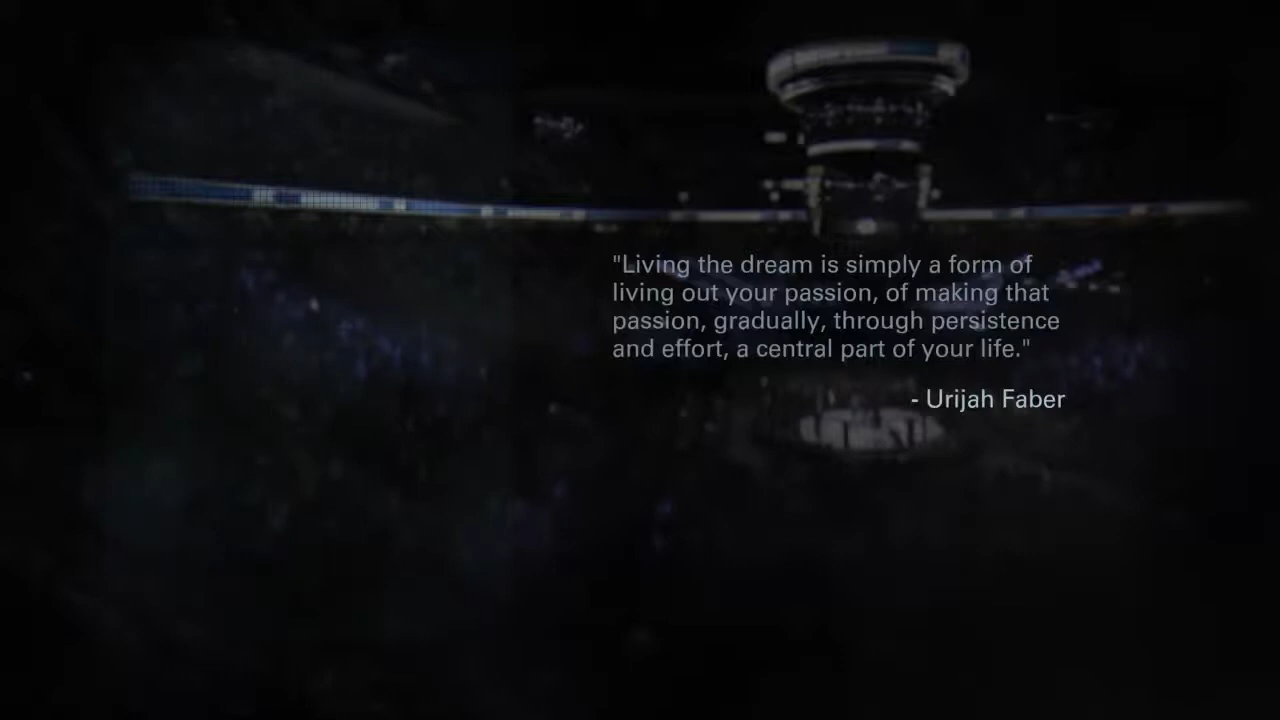 "Living the dream is simply a form of
living out your passion, of making that
passion, gradually, through persistence
and effort, a central part of your life."
- Urijah Faber